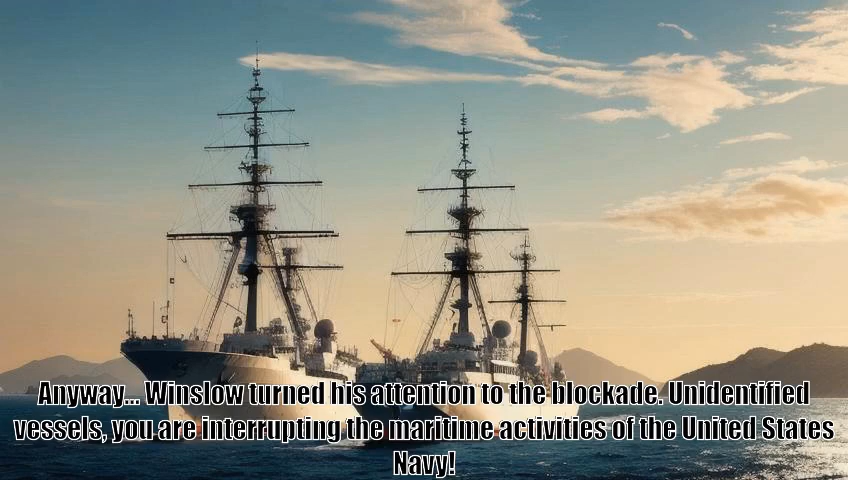 Anyway... Winslow turned his attention to the blockade. Unidentified
vessels, you are interrupting the maritime activities of the United States
Navy!